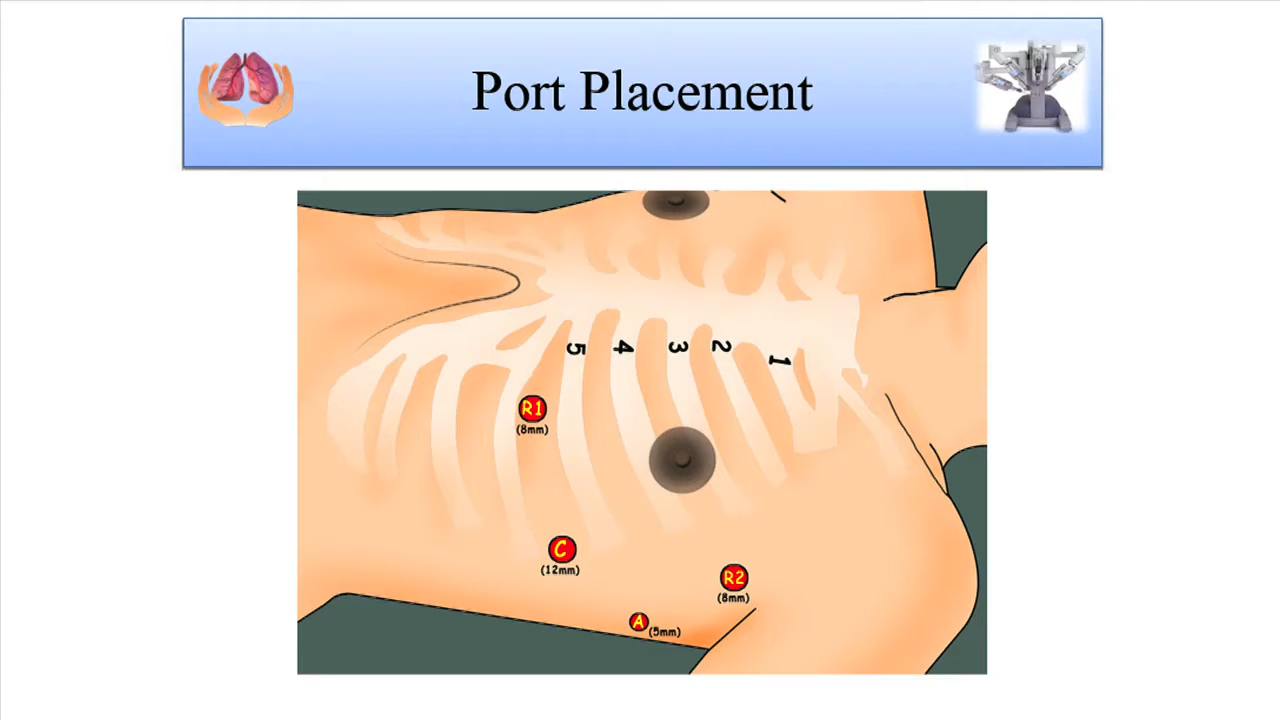 Port Placement
5 4 3 2 1
R1
(8mm)
C
(12mm)
R2
(8mm)
A
(5mm)